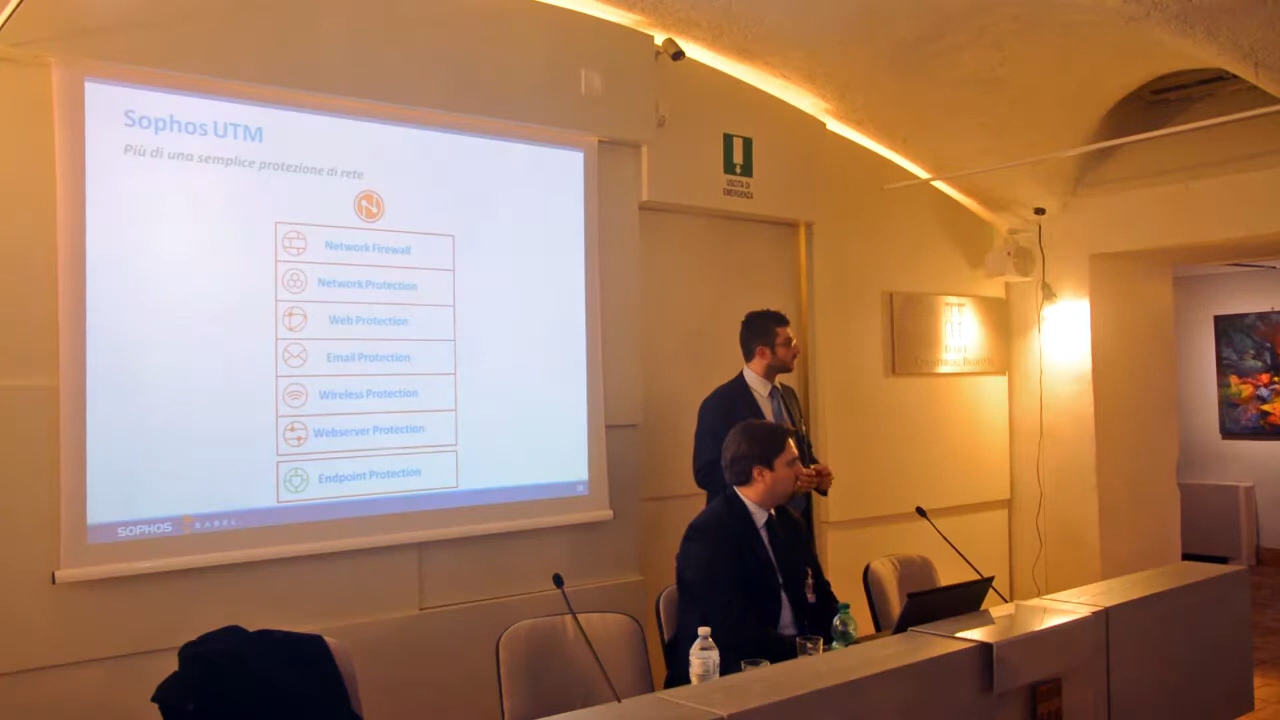 Sophos UTM
Più di una semplice protezione di rete
Network Firewall
Network Protection
Web Protection
Email Protection
Wireless Protection
Webserver Protection
Endpoint Protection
SOPHOS BABEL
USCITA DI
EMERGENZA